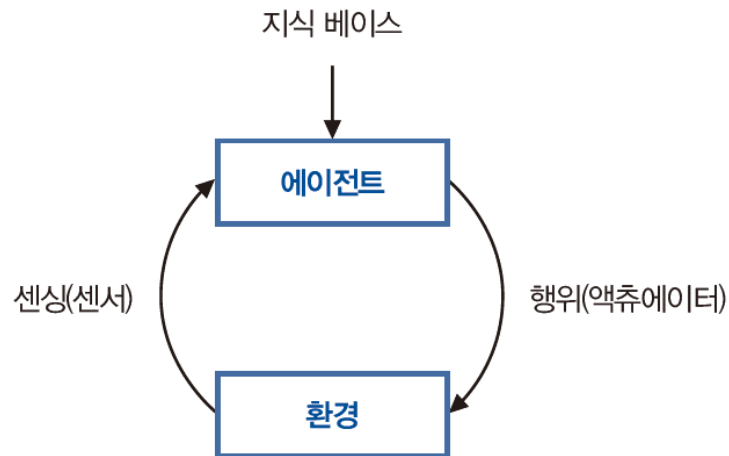 지식 베이스
에이전트
센싱(센서)
행위(액츄에이터)
환경